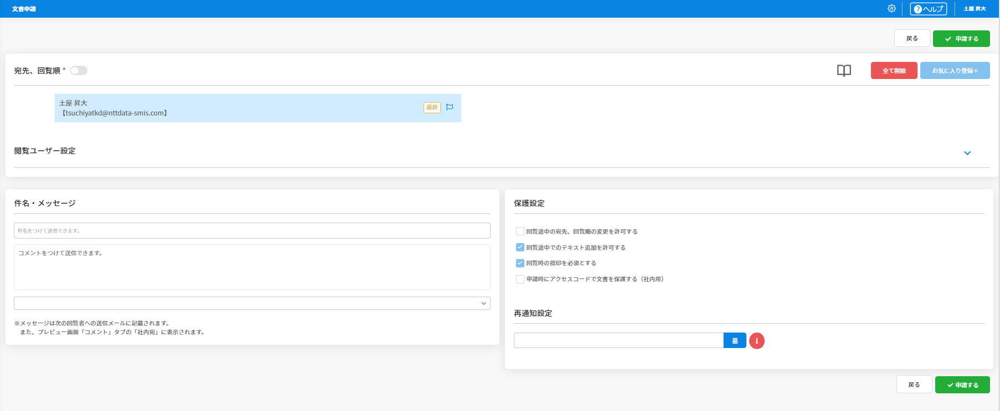 文書申請
ヘルプ
土屋 昇大
戻る
申請する
宛先、回覧順 *
全て削除
お気に入り登録＋
土屋 昇大
【tsuchiyatkd@nttdata-smis.com】
最終
閲覧ユーザー設定
件名・メッセージ
件名をつけて送信できます。
コメントをつけて送信できます。
※メッセージは次の回覧者への送信メールに記載されます。
また、プレビュー画面「コメント」タブの「社内宛」に表示されます。
保護設定
回覧途中の宛先、回覧順の変更を許可する
回覧途中でのテキスト追加を許可する
回覧時の捺印を必須とする
申請時にアクセスコードで文書を保護する（社内用）
再通知設定
戻る
申請する